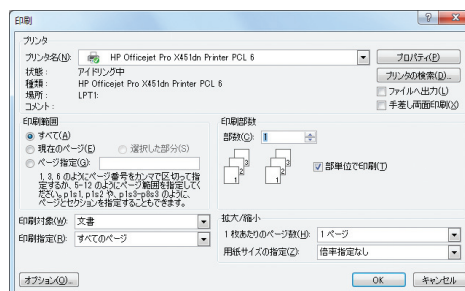 印刷
プリンタ
プリンタ名(N):
HP Officejet Pro X451dn Printer PCL 6
プロパティ(P)
状態:
アイドリング中
プリンタの検索(D)...
種類:
HP Officejet Pro X451dn Printer PCL 6
場所:
LPT1:
ファイルへ出力(L)
コメント:
手差し両面印刷(X)
印刷範囲
すべて(A)
現在のページ(E)
選択した部分(S)
ページ指定(G):
1, 3, 6 のようにページ番号をカンマで区切って指
定するか、5-12 のようにページ範囲を指定してく
ださい。p1s1、p1s2 や、p1s3-p8s3 のように、
ページとセクションを指定することもできます。
印刷部数
部数(C):
1
3 3
2 2
1 1
部単位で印刷(T)
印刷対象(W):
文書
印刷指定(R):
すべてのページ
拡大/縮小
1 枚あたりのページ数(H):
1 ページ
用紙サイズの指定(Z):
倍率指定なし
オプション(O)...
OK
キャンセル